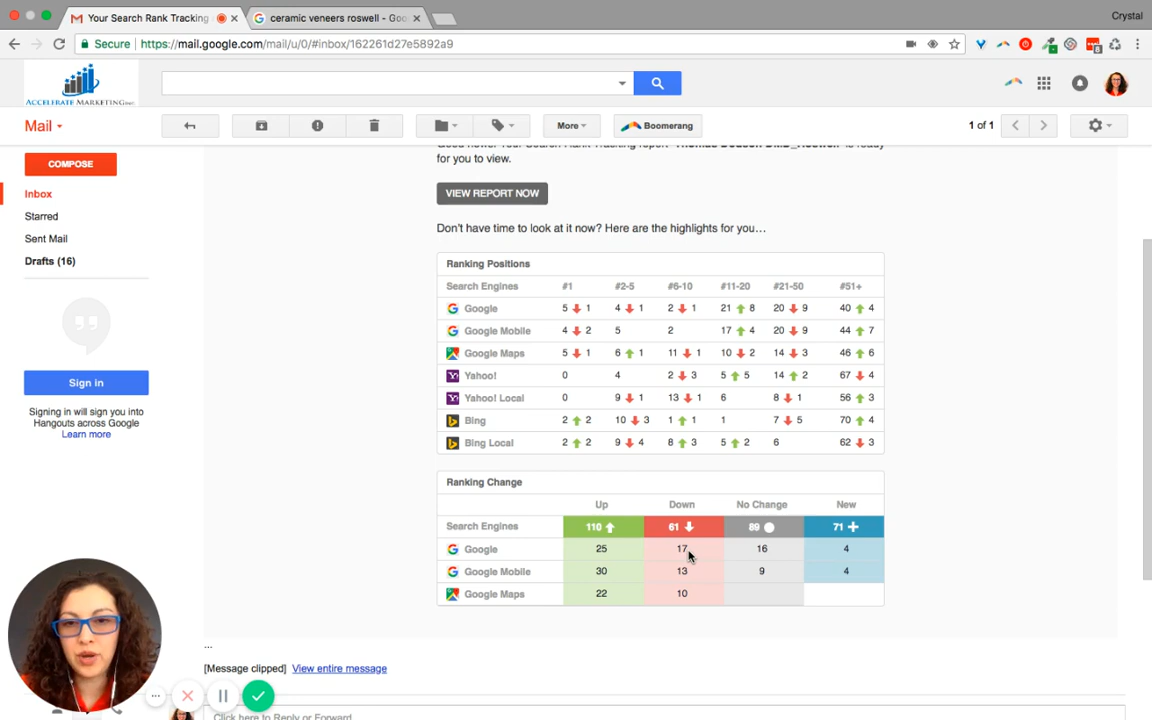 Your Search Rank Tracking
ceramic veneers roswell - Goo
Crystal
Secure https://mail.google.com/mail/u/0/#inbox/162261d27e5892a9
8
ACCELERATE MARKETING INC.
Mail
More
Boomerang
1 of 1
COMPOSE
for you to view.
Inbox
VIEW REPORT NOW
Starred
Sent Mail
Don't have time to look at it now? Here are the highlights for you…
Drafts (16)
Ranking Positions
Search Engines #1 #2-5 #6-10 #11-20 #21-50 #51+
Google 5 1 4 1 2 1 21 8 20 9 40 4
Google Mobile 4 2 5 2 17 4 20 9 44 7
Google Maps 5 1 6 1 11 1 10 2 14 3 46 6
Yahoo! 0 4 2 3 5 5 14 2 67 4
Yahoo! Local 0 9 1 13 1 6 8 1 56 3
Bing 2 2 10 3 1 1 1 7 5 70 4
Bing Local 2 2 9 4 8 3 5 2 6 62 3
Sign in
Signing in will sign you into
Hangouts across Google
Learn more
Ranking Change
Up Down No Change New
Search Engines 110 61 89 71
Google 25 17 16 4
Google Mobile 30 13 9 4
Google Maps 22 10
...
[Message clipped] View entire message
Click here to Reply or Forward